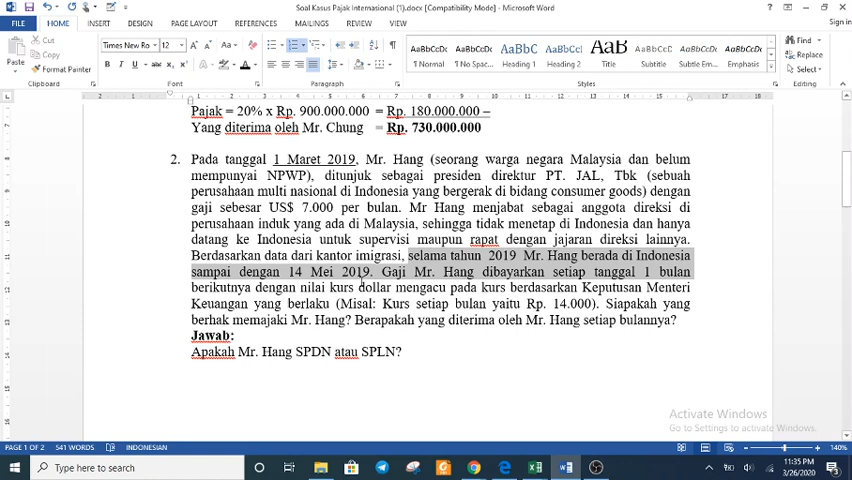 Soal Kasus Pajak International (1).docx [Compatibility Mode] - Microsoft Word
Sign in
FILE HOME INSERT DESIGN PAGE LAYOUT REFERENCES MAILINGS REVIEW VIEW
Cut
Copy
Format Painter
Paste
Clipboard
Times New Ro 12
Font
Paragraph
AaBbCcDc AaBbCcDc AaBbC AaBbCcI AaB AaBbCcD AaBbCcDc AaBbCcDc
¶ Normal ¶ No Spac... Heading 1 Heading 2 Title Subtitle Subtle Em... Emphasis
Styles
Find
Replace
Select
Editing
Pajak = 20% x Rp. 900.000.000 = Rp. 180.000.000 –
Yang diterima oleh Mr. Chung = Rp. 730.000.000
2. Pada tanggal 1 Maret 2019, Mr. Hang (seorang warga negara Malaysia dan belum
mempunyai NPWP), ditunjuk sebagai presiden direktur PT. JAL, Tbk (sebuah
perusahaan multi nasional di Indonesia yang bergerak di bidang consumer goods) dengan
gaji sebesar US$ 7.000 per bulan. Mr Hang menjabat sebagai anggota direksi di
perusahaan induk yang ada di Malaysia, sehingga tidak menetap di Indonesia dan hanya
datang ke Indonesia untuk supervisi maupun rapat dengan jajaran direksi lainnya.
Berdasarkan data dari kantor imigrasi, selama tahun 2019 Mr. Hang berada di Indonesia
sampai dengan 14 Mei 2019. Gaji Mr. Hang dibayarkan setiap tanggal 1 bulan
berikutnya dengan nilai kurs dollar mengacu pada kurs berdasarkan Keputusan Menteri
Keuangan yang berlaku (Misal: Kurs setiap bulan yaitu Rp. 14.000). Siapakah yang
berhak memajaki Mr. Hang? Berapakah yang diterima oleh Mr. Hang setiap bulannya?
Jawab:
Apakah Mr. Hang SPDN atau SPLN?
Activate Windows
Go to Settings to activate Windows.
PAGE 1 OF 2 541 WORDS INDONESIAN 140%
Type here to search
11:35 PM
3/26/2020